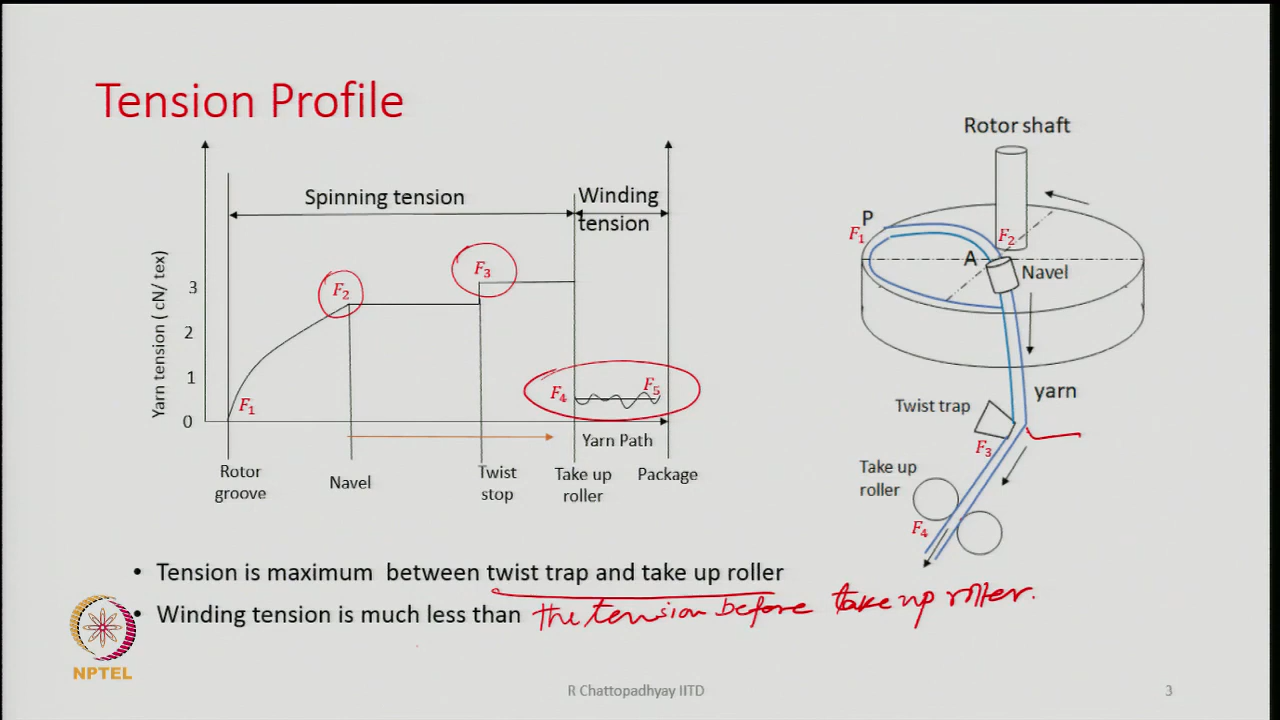 Tension Profile
Spinning tension
Winding
tension
Yarn tension ( cN/ tex)
3
2
1
0
F1
F2
F3
F4
F5
Yarn Path
Rotor
groove
Navel
Twist
stop
Take up
roller
Package
Rotor shaft
P
F1
F2
A
Navel
yarn
Twist trap
F3
Take up
roller
F4
• Tension is maximum between twist trap and take up roller
• Winding tension is much less than the tension before take up roller.
NPTEL
R Chattopadhyay IITD
3